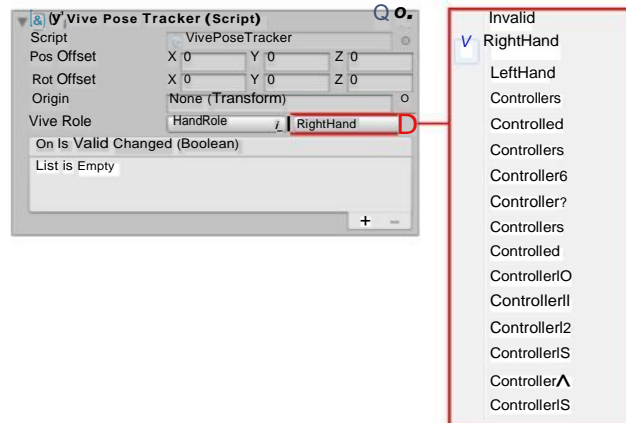 Vive Pose Tracker (Script) Q o.
Script VivePoseTracker
Pos Offset X 0 Y 0 Z 0
Rot Offset X 0 Y 0 Z 0
Origin None (Transform) o
Vive Role HandRole RightHand D
On Is Valid Changed (Boolean)
List is Empty
+ –
Invalid
V RightHand
LeftHand
Controllers
Controlled
Controllers
Controller6
Controller?
Controllers
Controlled
ControllerlO
Controllerll
Controllerl2
ControllerlS
ControllerΛ
ControllerlS